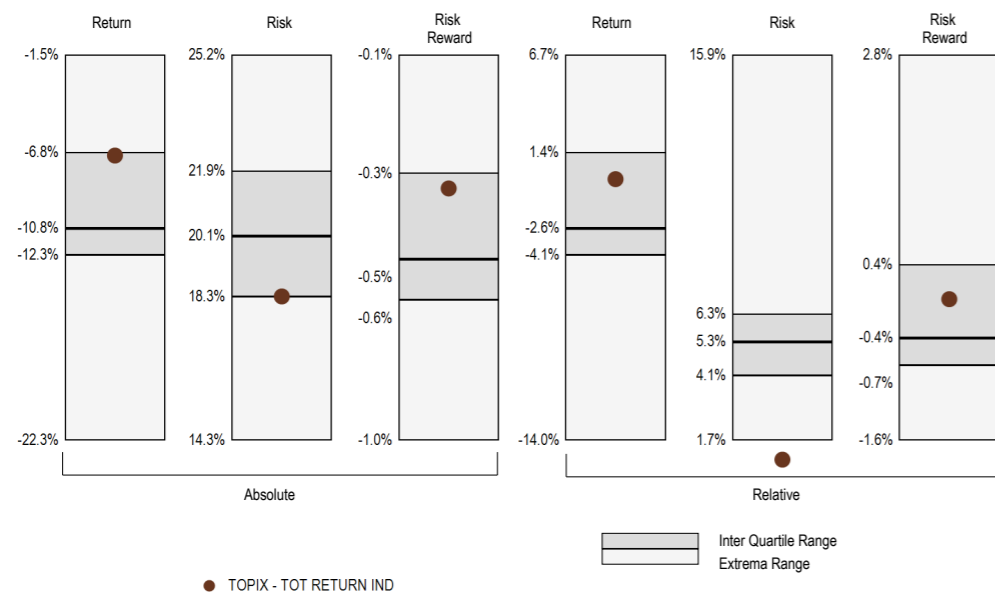 Return
Risk
Risk
Reward
Return
Risk
Risk
Reward
-1.5%
-6.8%
-10.8%
-12.3%
-22.3%
25.2%
21.9%
20.1%
18.3%
14.3%
-0.1%
-0.3%
-0.5%
-0.6%
-1.0%
6.7%
1.4%
-2.6%
-4.1%
-14.0%
15.9%
6.3%
5.3%
4.1%
1.7%
2.8%
0.4%
-0.4%
-0.7%
-1.6%
Absolute
Relative
Inter Quartile Range
Extrema Range
TOPIX - TOT RETURN IND